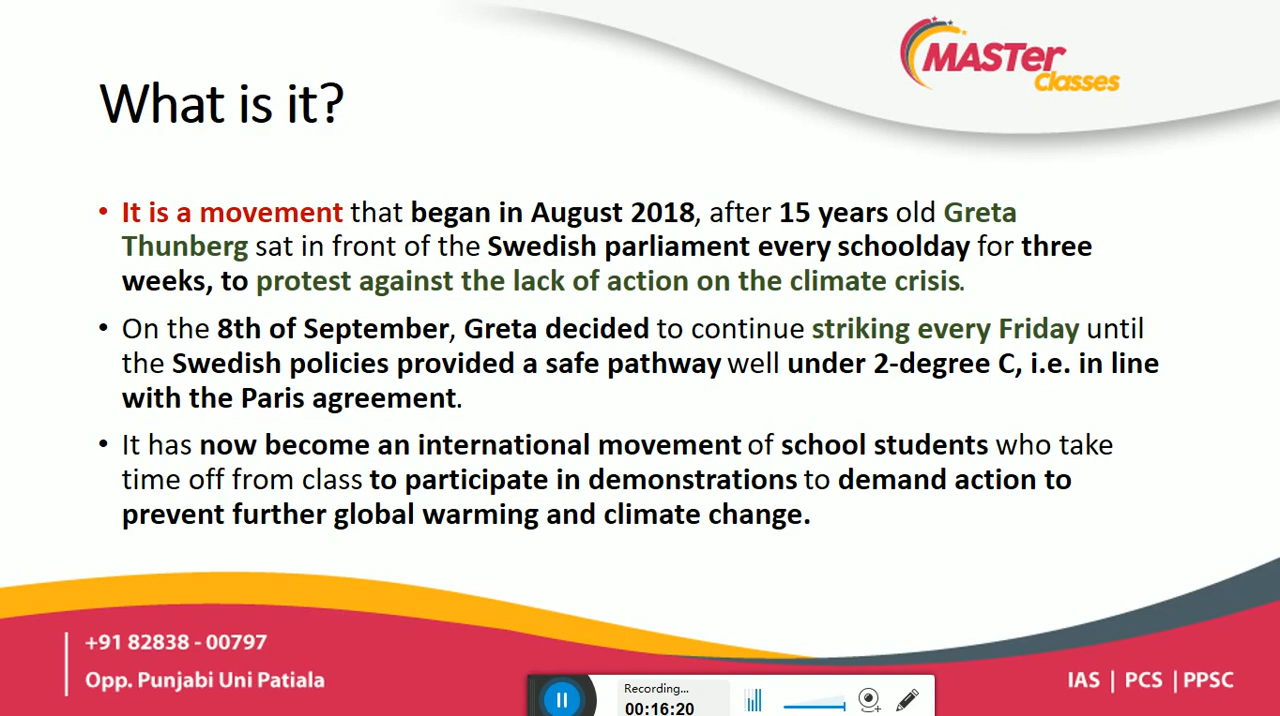 MASTer
Classes
What is it?
• It is a movement that began in August 2018, after 15 years old Greta
Thunberg sat in front of the Swedish parliament every schoolday for three
weeks, to protest against the lack of action on the climate crisis.
• On the 8th of September, Greta decided to continue striking every Friday until
the Swedish policies provided a safe pathway well under 2-degree C, i.e. in line
with the Paris agreement.
• It has now become an international movement of school students who take
time off from class to participate in demonstrations to demand action to
prevent further global warming and climate change.
+91 82838 - 00797
Opp. Punjabi Uni Patiala
IAS | PCS | PPSC
Recording...
00:16:20